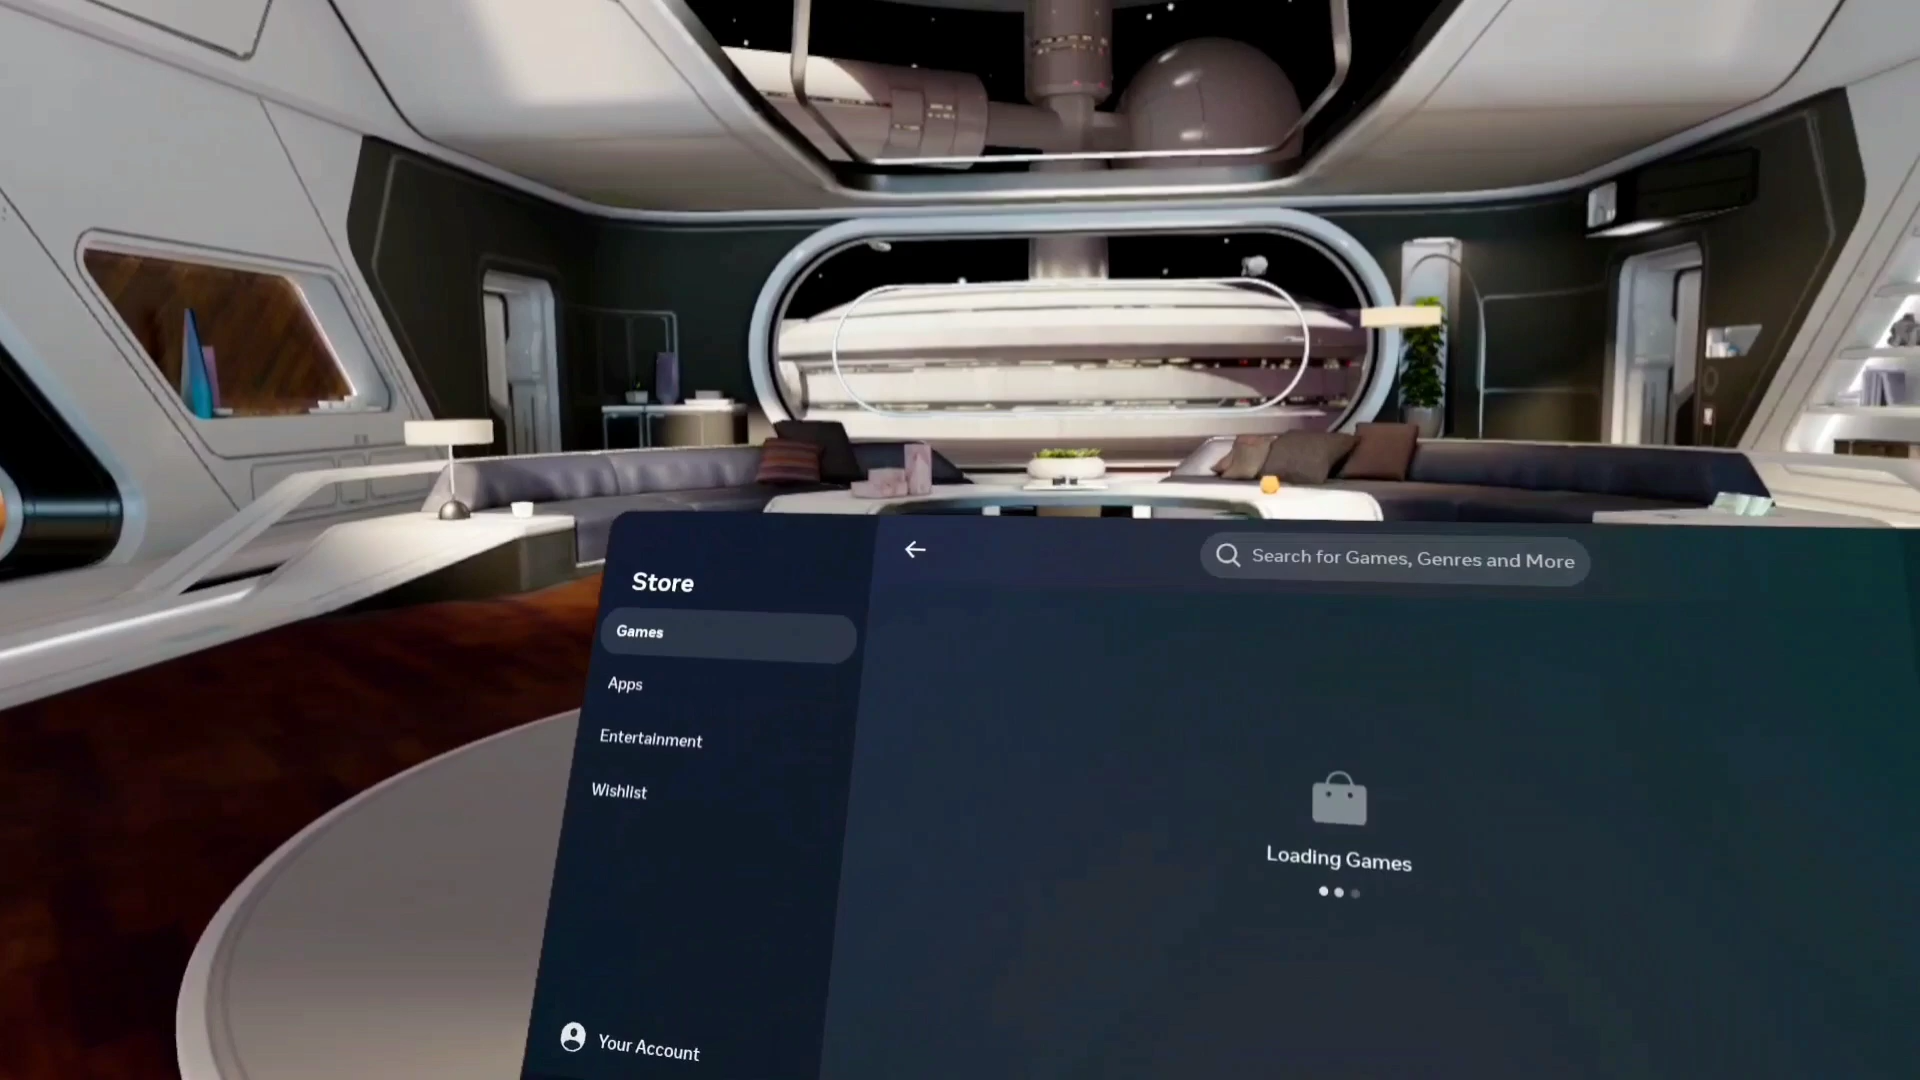 Store
Games
Apps
Entertainment
Wishlist
Your Account
Search for Games, Genres and More
Loading Games